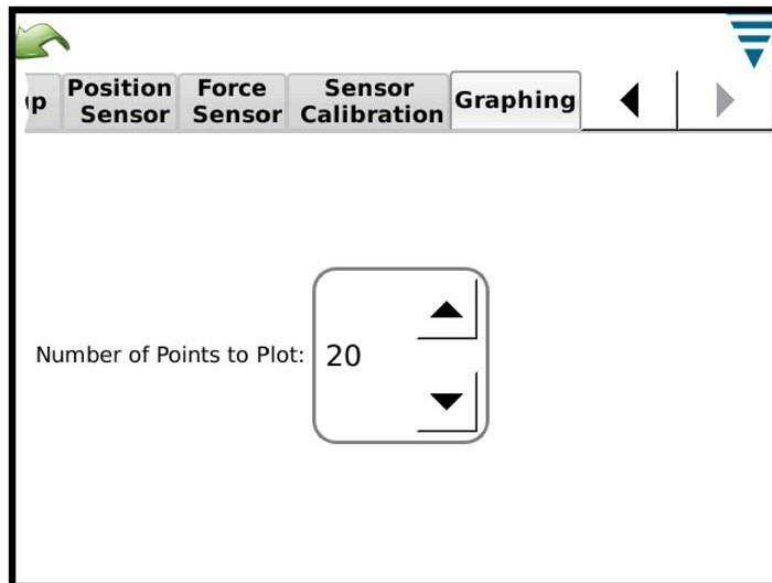 Position Sensor
Force Sensor
Sensor Calibration
Graphing
Number of Points to Plot: 20